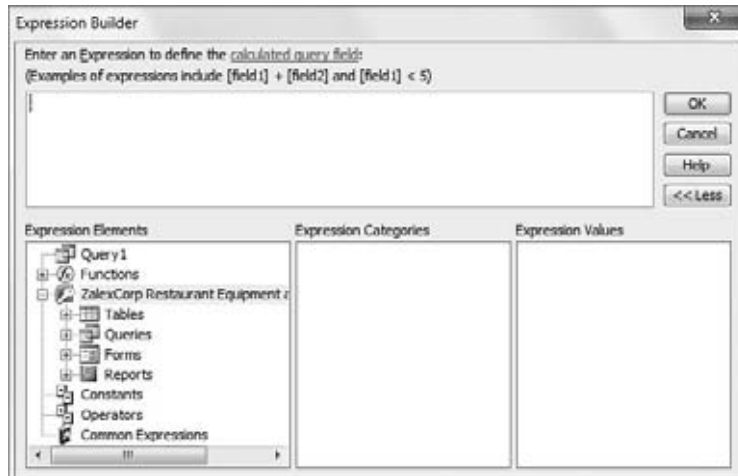 Expression Builder
Enter an Expression to define the calculated query field:
(Examples of expressions include [field1] + [field2] and [field1] < 5)
OK
Cancel
Help
<< Less
Expression Elements
Expression Categories
Expression Values
Query1
Functions
ZalexCorp Restaurant Equipment
Tables
Queries
Forms
Reports
Constants
Operators
Common Expressions